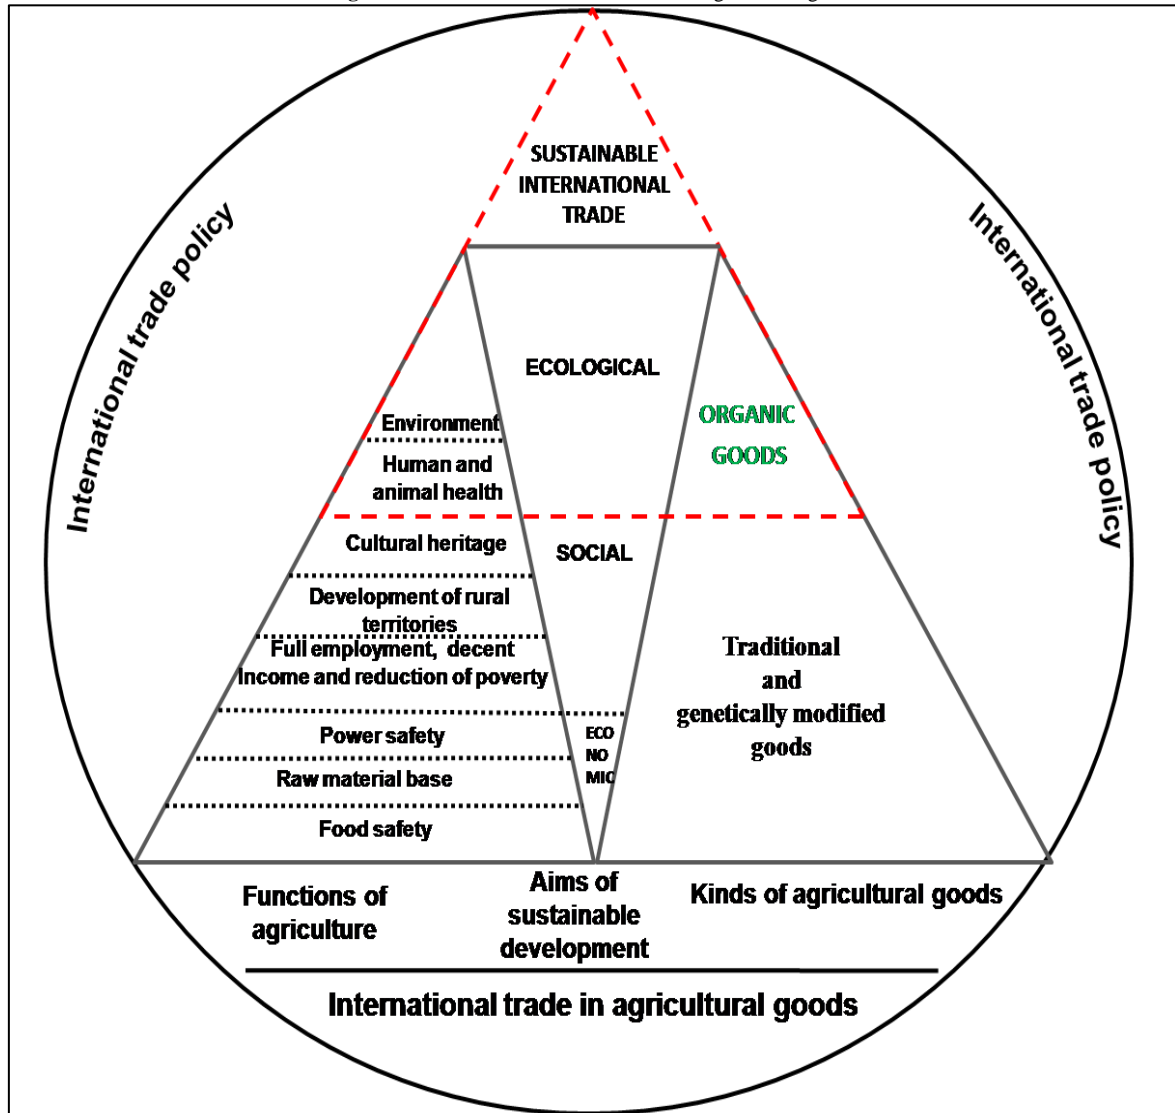 International trade policy
International trade policy
SUSTAINABLE
INTERNATIONAL
TRADE
ECOLOGICAL
ORGANIC
GOODS
Environment
Human and
animal health
Cultural heritage
SOCIAL
Development of rural
territories
Full employment, decent
Income and reduction of poverty
Traditional
and
genetically modified
goods
Power safety
ECO
NO
MIC
Raw material base
Food safety
Functions of
agriculture
Aims of
sustainable
development
Kinds of agricultural goods
International trade in agricultural goods